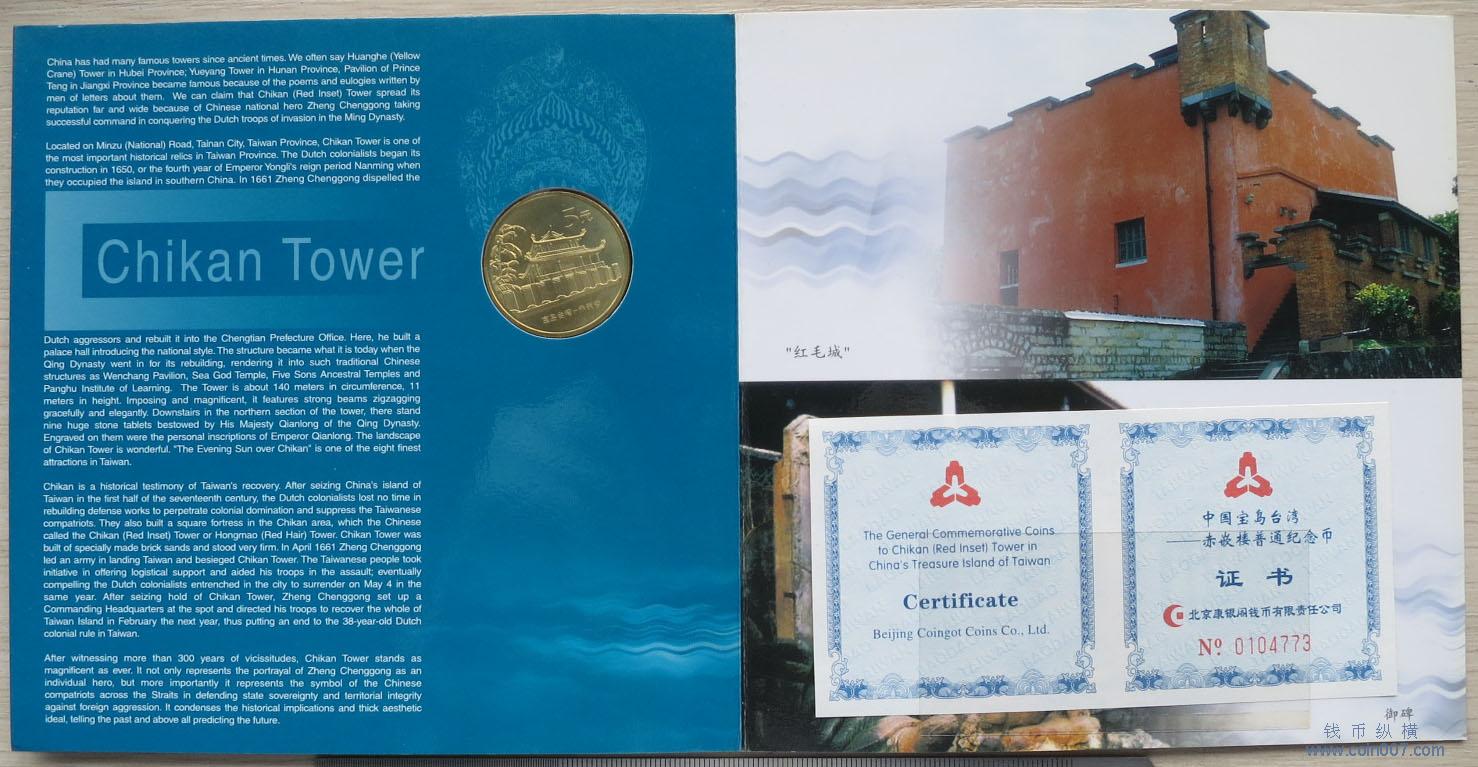 China has had many famous towers since ancient times. We often say Huanghe (Yellow
Crane) Tower in Hubei Province; Yueyang Tower in Hunan Province, Pavilion of Prince
Teng in Jiangxi Province became famous because of the poems and eulogies written by
men of letters about them. We can claim that Chikan (Red Inset) Tower spread its
reputation far and wide because of Chinese national hero Zheng Chenggong taking
successful command in conquering the Dutch troops of invasion in the Ming Dynasty.
Located on Minzu (National) Road, Tainan City, Taiwan Province, Chikan Tower is one of
the most important historical relics in Taiwan Province. The Dutch colonialists began its
construction in 1650, or the fourth year of Emperor Yongli's reign period Nanming when
they occupied the island in southern China. In 1661 Zheng Chenggong dispelled the
Chikan Tower
Dutch aggressors and rebuilt it into the Chengtian Prefecture Office. Here, he built a
palace hall introducing the national style. The structure became what it is today when the
Qing Dynasty went in for its rebuilding, rendering it into such traditional Chinese
structures as Wenchang Pavilion, Sea God Temple, Five Sons Ancestral Temples and
Panghu Institute of Learning. The Tower is about 140 meters in circumference, 11
meters in height. Imposing and magnificent, it features strong beams zigzagging
gracefully and elegantly. Downstairs in the northern section of the tower, there stand
nine huge stone tablets bestowed by His Majesty Qianlong of the Qing Dynasty.
Engraved on them were the personal inscriptions of Emperor Qianlong. The landscape
of Chikan Tower is wonderful. "The Evening Sun over Chikan" is one of the eight finest
attractions in Taiwan.
Chikan is a historical testimony of Taiwan's recovery. After seizing China's island of
Taiwan in the first half of the seventeenth century, the Dutch colonialists lost no time in
rebuilding defense works to perpetrate colonial domination and suppress the Taiwanese
compatriots. They also built a square fortress in the Chikan area, which the Chinese
called the Chikan (Red Inset) Tower or Hongmao (Red Hair) Tower. Chikan Tower was
built of specially made brick sands and stood very firm. In April 1661 Zheng Chenggong
led an army in landing Taiwan and besieged Chikan Tower. The Taiwanese people took
initiative in offering logistical support and aided his troops in the assault; eventually
compelling the Dutch colonialists entrenched in the city to surrender on May 4 in the
same year. After seizing hold of Chikan Tower, Zheng Chenggong set up a
Commanding Headquarters at the spot and directed his troops to recover the whole of
Taiwan Island in February the next year, thus putting an end to the 38-year-old Dutch
colonial rule in Taiwan.
After witnessing more than 300 years of vicissitudes, Chikan Tower stands as
magnificent as ever. It not only represents the portrayal of Zheng Chenggong as an
individual hero, but more importantly it represents the symbol of the Chinese
compatriots across the Straits in defending state sovereignty and territorial integrity
against foreign aggression. It condenses the historical implications and thick aesthetic
ideal, telling the past and above all predicting the future.
5元
"红毛城"
The General Commemorative Coins
to Chikan (Red Inset) Tower in
China's Treasure Island of Taiwan
Certificate
Beijing Coingot Coins Co., Ltd.
中国宝岛台湾
——赤嵌楼普通纪念币
证书
北京康银阁钱币有限责任公司
Nº 0104773
御碑
钱币纵横
www.coin007.com